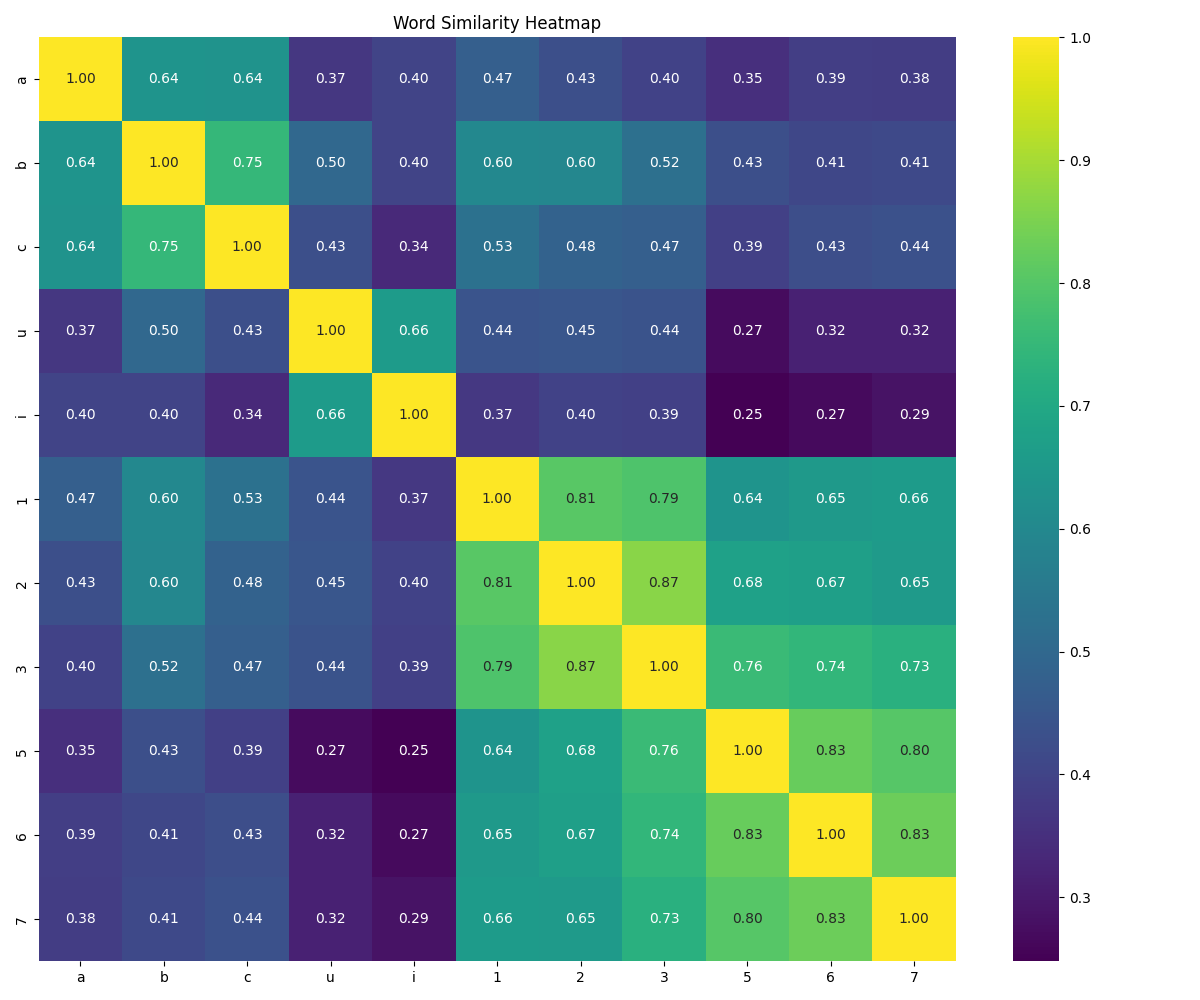 Word Similarity Heatmap
a 1.00 0.64 0.64 0.37 0.40 0.47 0.43 0.40 0.35 0.39 0.38
b 0.64 1.00 0.75 0.50 0.40 0.60 0.60 0.52 0.43 0.41 0.41
c 0.64 0.75 1.00 0.43 0.34 0.53 0.48 0.47 0.39 0.43 0.44
u 0.37 0.50 0.43 1.00 0.66 0.44 0.45 0.44 0.27 0.32 0.32
i 0.40 0.40 0.34 0.66 1.00 0.37 0.40 0.39 0.25 0.27 0.29
1 0.47 0.60 0.53 0.44 0.37 1.00 0.81 0.79 0.64 0.65 0.66
2 0.43 0.60 0.48 0.45 0.40 0.81 1.00 0.87 0.68 0.67 0.65
3 0.40 0.52 0.47 0.44 0.39 0.79 0.87 1.00 0.76 0.74 0.73
5 0.35 0.43 0.39 0.27 0.25 0.64 0.68 0.76 1.00 0.83 0.80
6 0.39 0.41 0.43 0.32 0.27 0.65 0.67 0.74 0.83 1.00 0.83
7 0.38 0.41 0.44 0.32 0.29 0.66 0.65 0.73 0.80 0.83 1.00
a b c u i 1 2 3 5 6 7
1.0
0.9
0.8
0.7
0.6
0.5
0.4
0.3